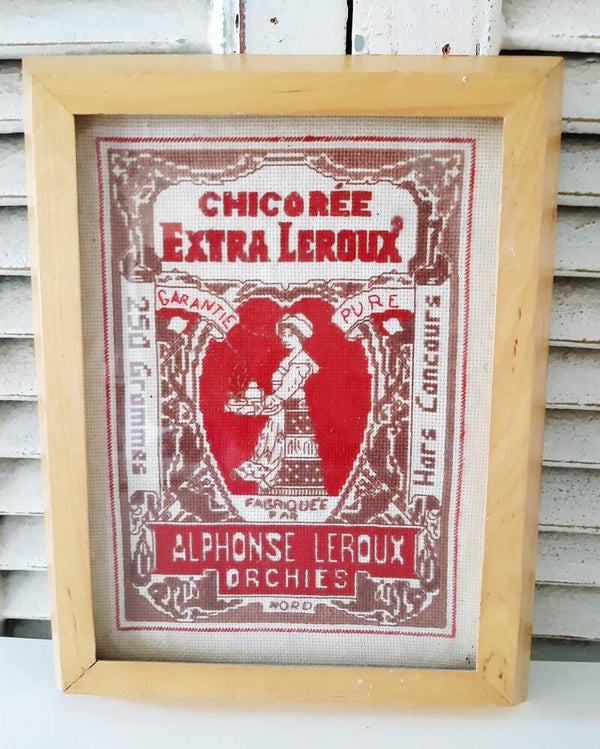 CHICORÉE
EXTRA LEROUX
GARANTIE PURE
250 Grammes
Hors Concours
FABRIQUÉE
PAR
ALPHONSE LEROUX
ORCHIES
NORD